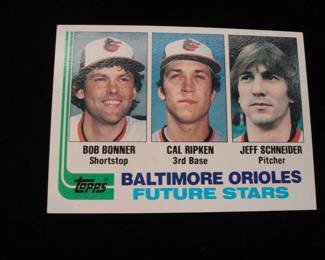 BOB BONNER
Shortstop
CAL RIPKEN
3rd Base
JEFF SCHNEIDER
Pitcher
Topps
BALTIMORE ORIOLES
FUTURE STARS